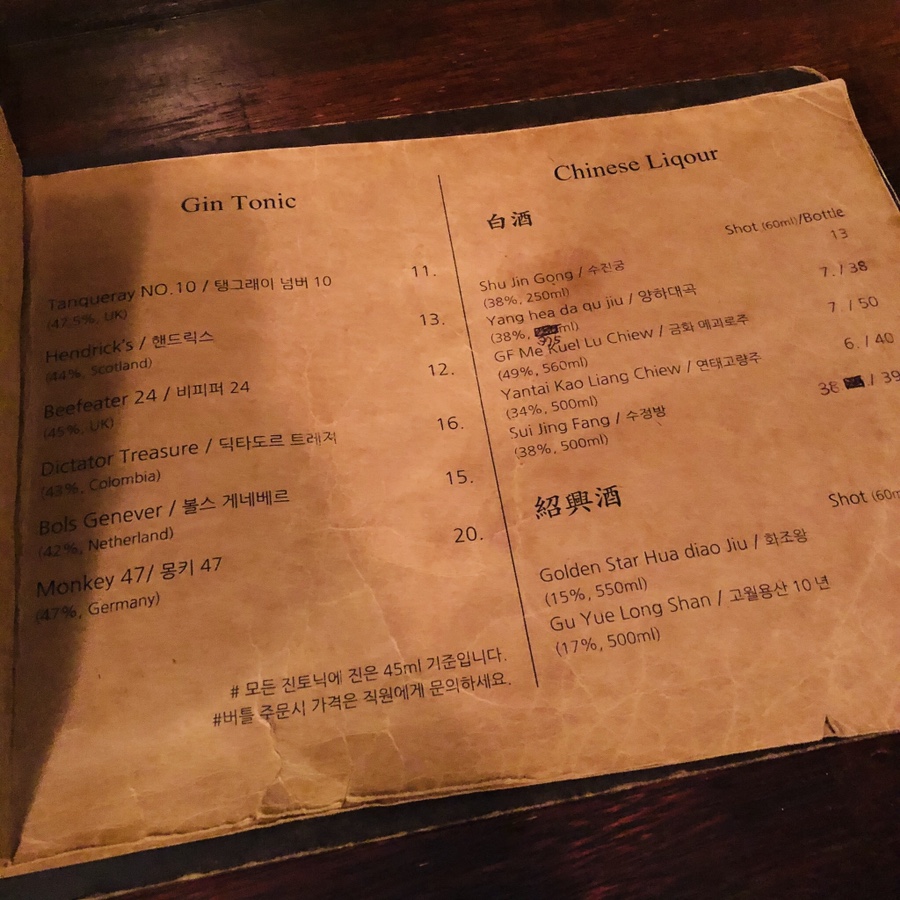 Gin Tonic
Tanqueray NO.10 / 탱그래이 넘버 10 11.
(47.5%, UK)
Hendrick's / 핸드릭스 13.
(44%, Scotland)
Beefeater 24 / 비피퍼 24 12.
(45%, UK)
Dictator Treasure / 딕타도르 트레저 16.
(43%, Colombia)
Bols Genever / 볼스 게네베르 15.
(42%, Netherland)
Monkey 47/ 몽키 47 20.
(47%, Germany)
# 모든 진토닉에 진은 45ml 기준입니다.
#버틀 주문시 가격은 직원에게 문의하세요.
Chinese Liqour
白酒
Shot (60ml)/Bottle
Shu Jin Gong / 수진궁 13
(38%, 250ml)
Yang hea da qu jiu / 양하대곡 7. / 38
(38%, ml)
GF Me Kuel Lu Chiew / 금화 메괴로주 7. / 50
(49%, 560ml)
Yantai Kao Liang Chiew / 연태고량주 6. / 40
(34%, 500ml)
Sui Jing Fang / 수정방 38 / 39
(38%, 500ml)
紹興酒
Shot (60m
Golden Star Hua diao Jiu / 화조왕
(15%, 550ml)
Gu Yue Long Shan / 고월용산 10 년
(17%, 500ml)